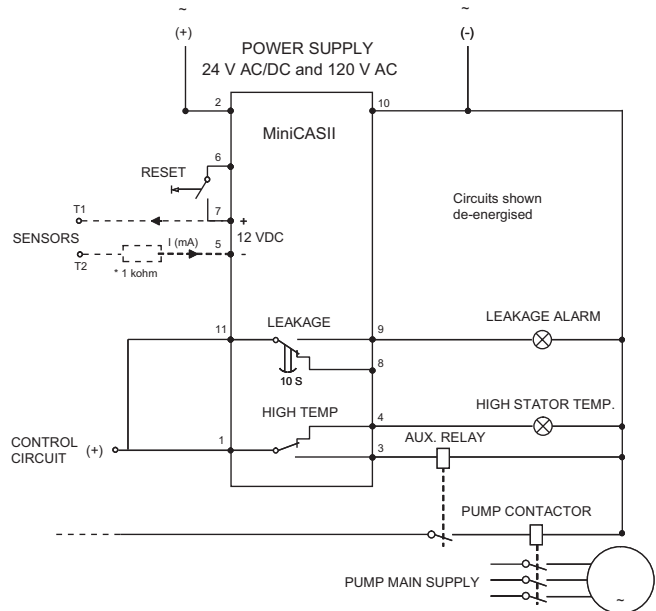 ~
~
(+)
(-)
POWER SUPPLY
24 V AC/DC and 120 V AC
2
10
MiniCASII
6
RESET
Circuits shown
de-energised
T1
7
+
SENSORS
12 VDC
I (mA)
5
-
T2
* 1 kohm
LEAKAGE
LEAKAGE ALARM
11
9
8
10 S
HIGH TEMP
HIGH STATOR TEMP.
4
AUX. RELAY
CONTROL
CIRCUIT
(+)
1
3
PUMP CONTACTOR
PUMP MAIN SUPPLY
~